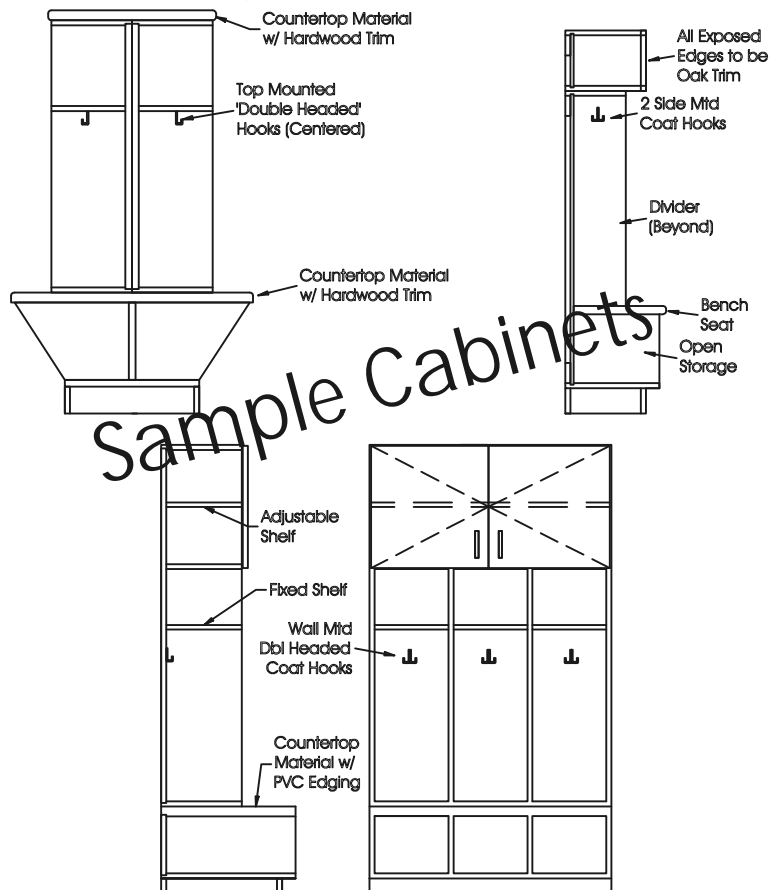 Countertop Material
w/ Hardwood Trim
Top Mounted
'Double Headed'
Hooks (Centered)
All Exposed
Edges to be
Oak Trim
2 Side Mtd
Coat Hooks
Divider
(Beyond)
Countertop Material
w/ Hardwood Trim
Bench
Seat
Open
Storage
Sample Cabinets
Adjustable
Shelf
Fixed Shelf
Wall Mtd
Dbl Headed
Coat Hooks
Countertop
Material w/
PVC Edging